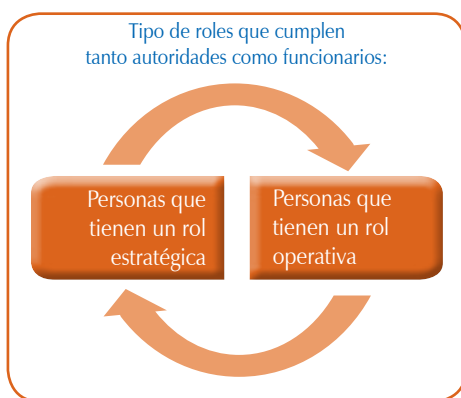 Tipo de roles que cumplen
tanto autoridades como funcionarios:
Personas que
tienen un rol
estratégica
Personas que
tienen un rol
operativa